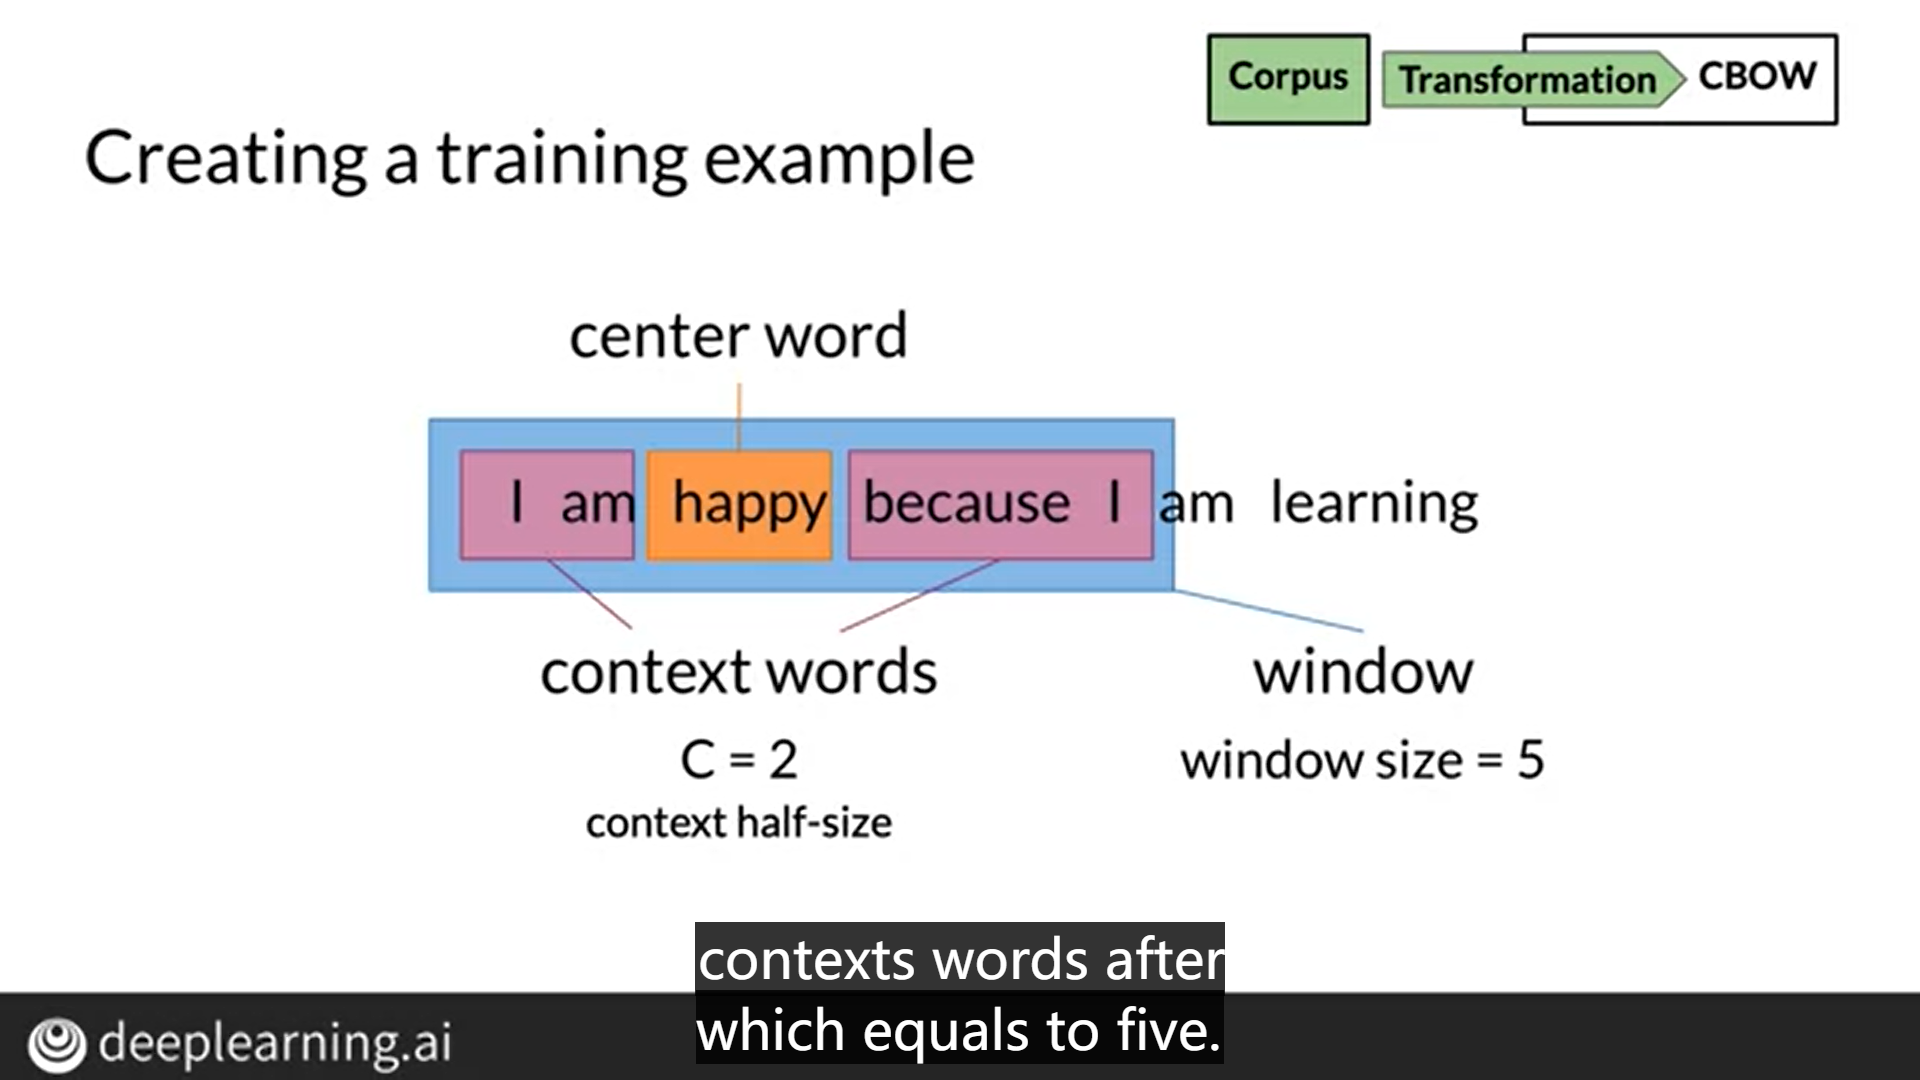 Corpus Transformation CBOW
Creating a training example
center word
I am happy because I am learning
context words window
C = 2 window size = 5
context half-size
contexts words after
which equals to five.
deeplearning.ai